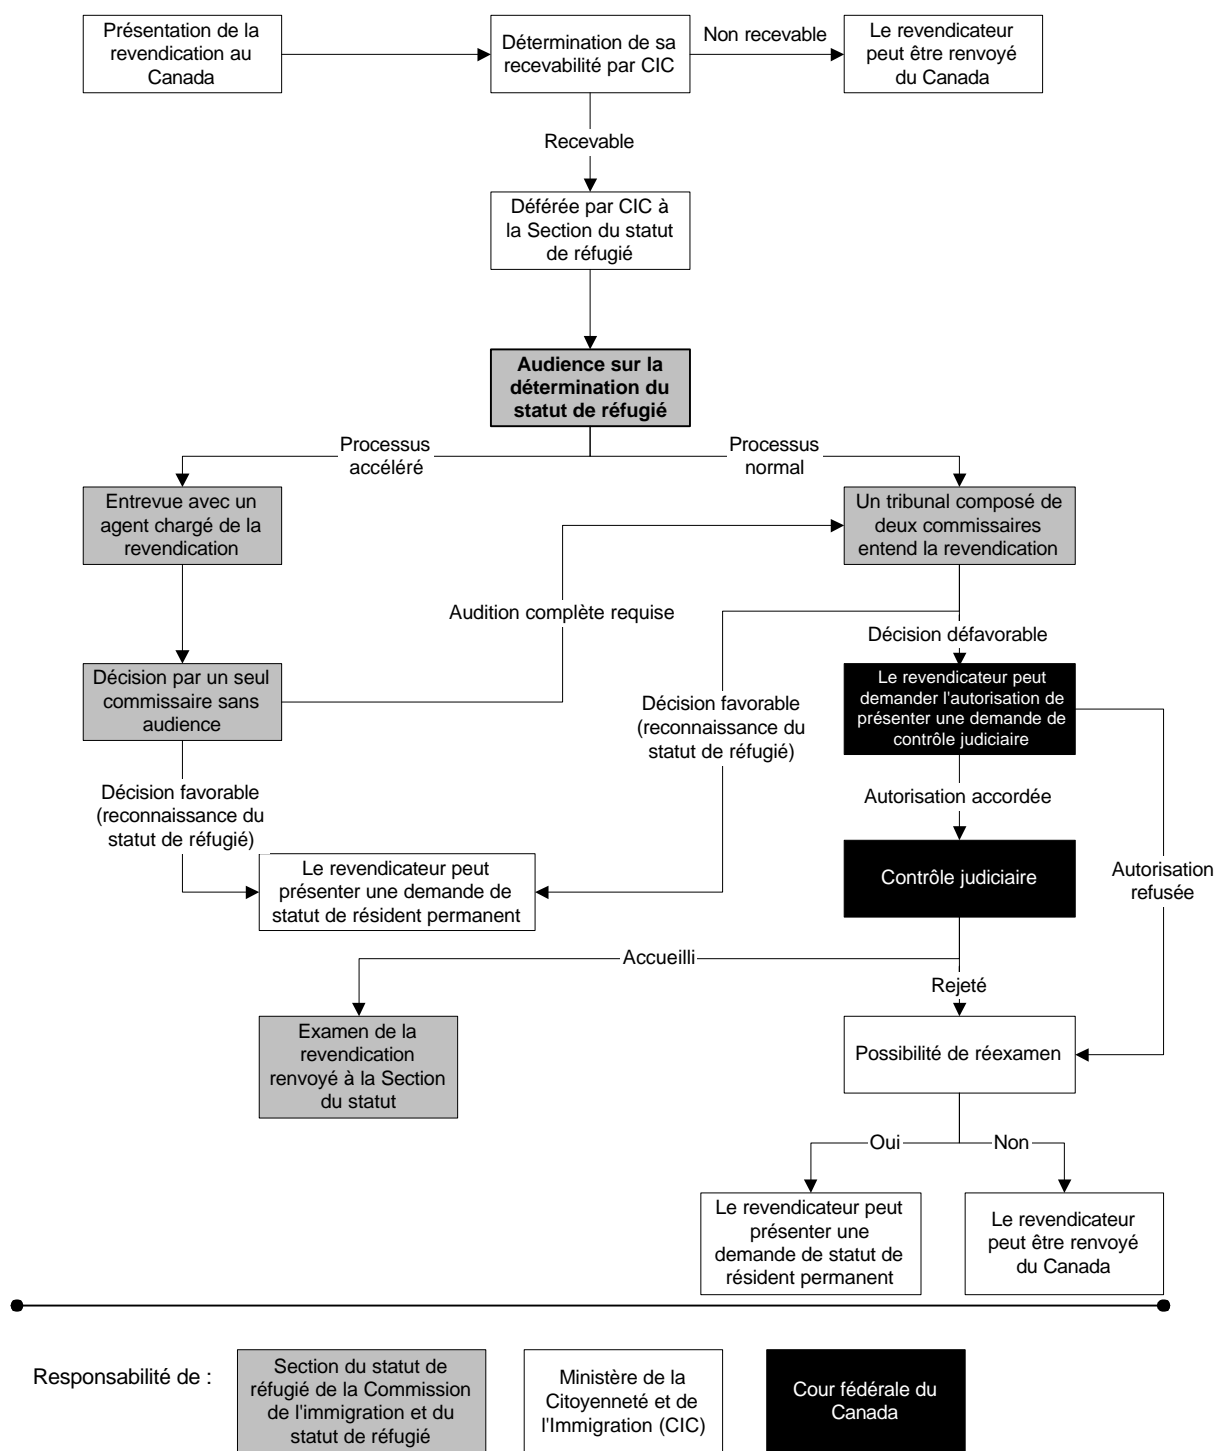 Présentation de la
revendication au
Canada
Détermination de sa
recevabilité par CIC
Non recevable
Le revendicateur
peut être renvoyé
du Canada
Recevable
Déférée par CIC à
la Section du statut
de réfugié
Audience sur la
détermination du
statut de réfugié
Processus
accéléré
Processus
normal
Entrevue avec un
agent chargé de la
revendication
Un tribunal composé de
deux commissaires
entend la revendication
Audition complète requise
Décision défavorable
Décision par un seul
commissaire sans
audience
Décision favorable
(reconnaissance du
statut de réfugié)
Le revendicateur peut
demander l'autorisation de
présenter une demande de
contrôle judiciaire
Décision favorable
(reconnaissance du
statut de réfugié)
Autorisation accordée
Le revendicateur peut
présenter une demande de
statut de résident permanent
Contrôle judiciaire
Autorisation
refusée
Accueilli
Rejeté
Examen de la
revendication
renvoyé à la Section
du statut
Possibilité de réexamen
Oui
Non
Le revendicateur peut
présenter une
demande de statut de
résident permanent
Le revendicateur
peut être renvoyé
du Canada
Responsabilité de :
Section du statut de
réfugié de la Commission
de l'immigration et du
statut de réfugié
Ministère de la
Citoyenneté et de
l'Immigration (CIC)
Cour fédérale du
Canada